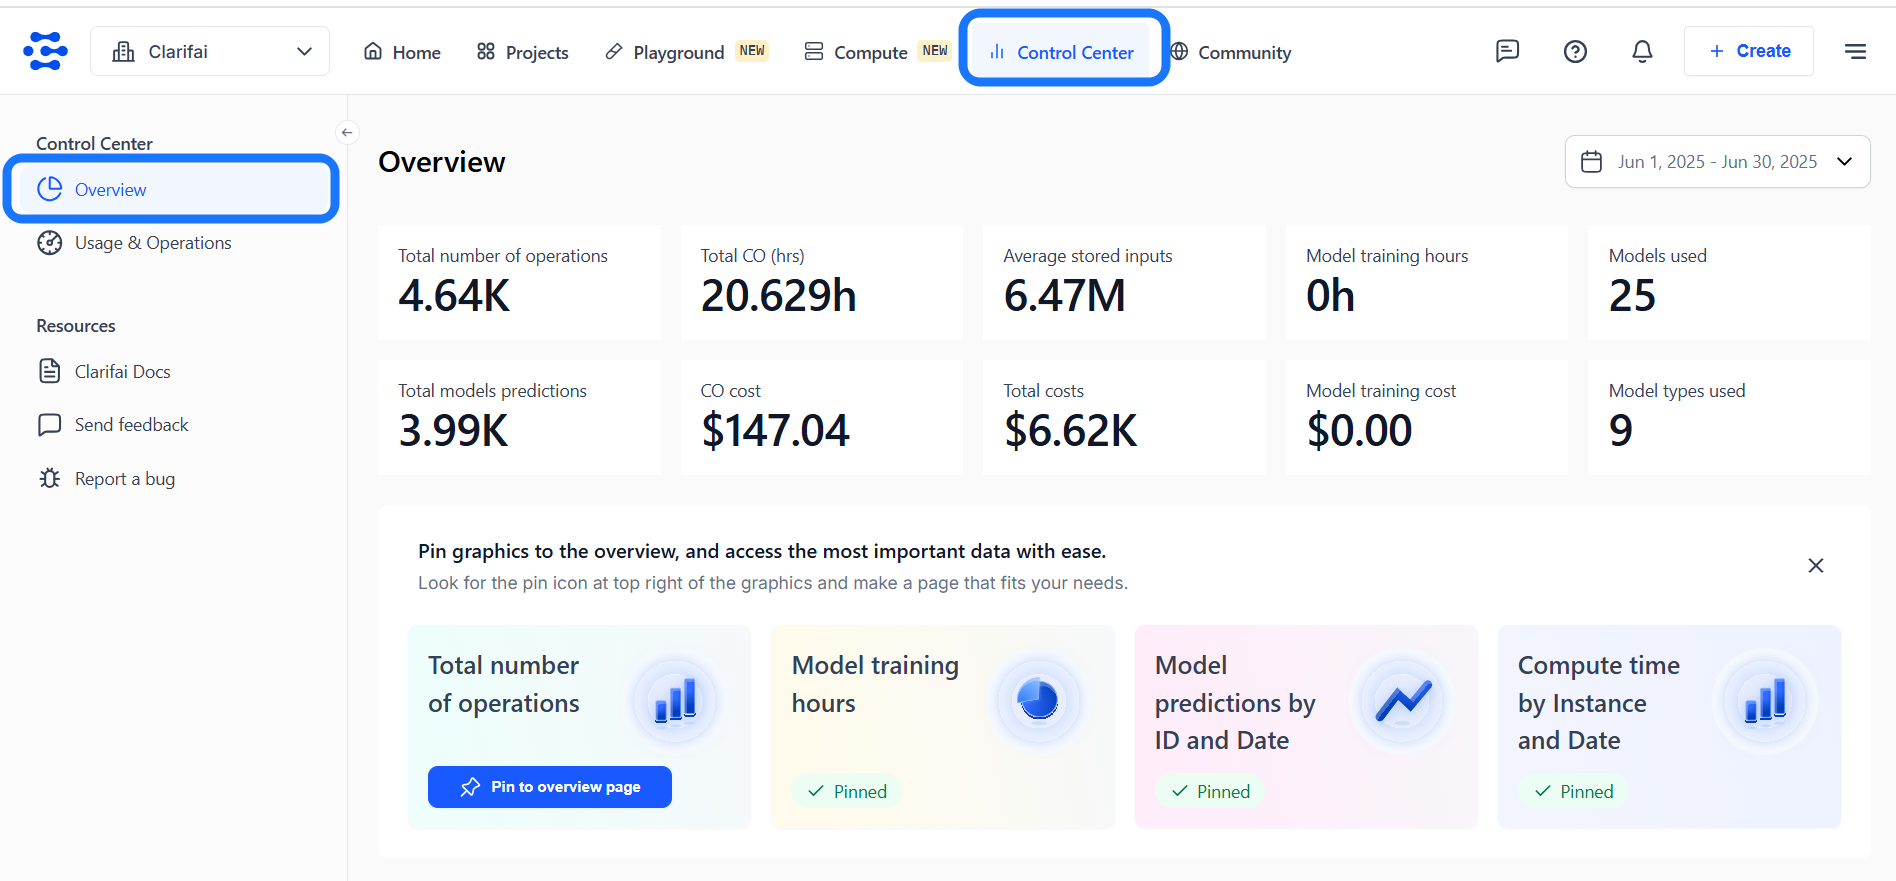 Clarifai
Home
Projects
Playground NEW
Compute NEW
Control Center
Community
+ Create
Control Center
Overview
Usage & Operations
Resources
Clarifai Docs
Send feedback
Report a bug
Overview
Jun 1, 2025 - Jun 30, 2025
Total number of operations
4.64K
Total CO (hrs)
20.629h
Average stored inputs
6.47M
Model training hours
0h
Models used
25
Total models predictions
3.99K
CO cost
$147.04
Total costs
$6.62K
Model training cost
$0.00
Model types used
9
Pin graphics to the overview, and access the most important data with ease.
Look for the pin icon at top right of the graphics and make a page that fits your needs.
Total number
of operations
Pin to overview page
Model training
hours
Pinned
Model
predictions by
ID and Date
Pinned
Compute time
by Instance
and Date
Pinned